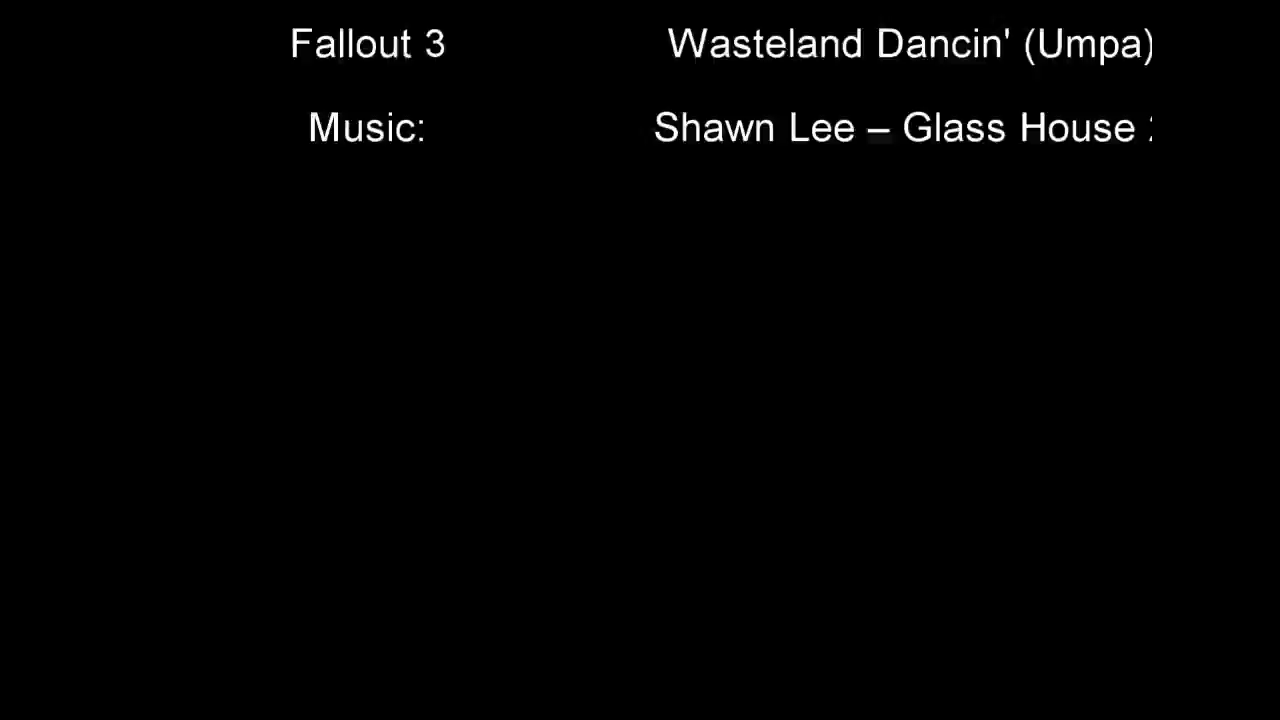 Fallout 3 Wasteland Dancin' (Umpa)
Music: Shawn Lee – Glass House